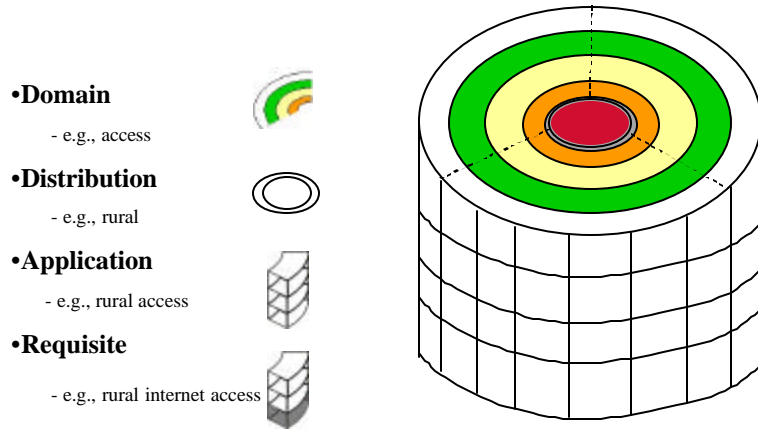 •Domain
- e.g., access
•Distribution
- e.g., rural
•Application
- e.g., rural access
•Requisite
- e.g., rural internet access